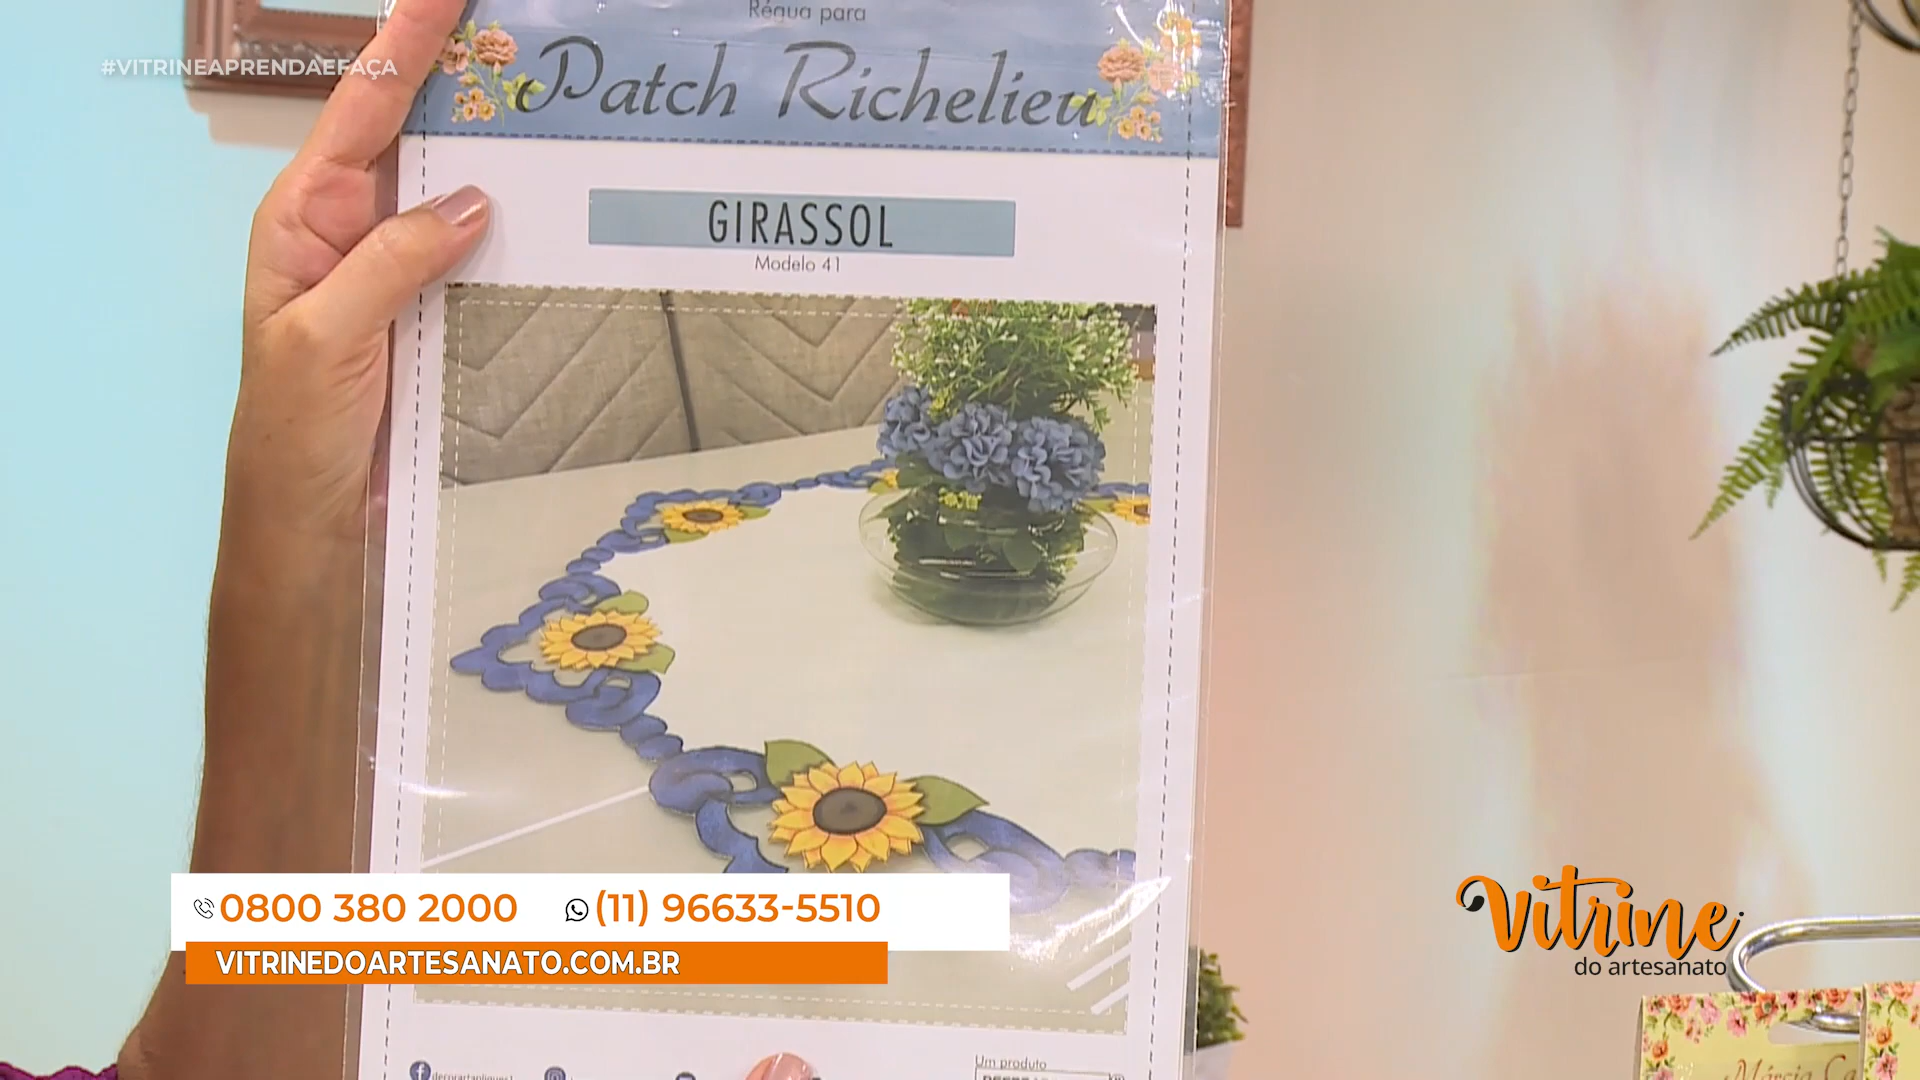 #VITRINEAPRENDAEFAÇA
Régua para
Patch Richelieu
GIRASSOL
Modelo 41
0800 380 2000
(11) 96633-5510
VITRINEDOARTESANATO.COM.BR
Vitrine
do artesanato
Um produto
Márcia